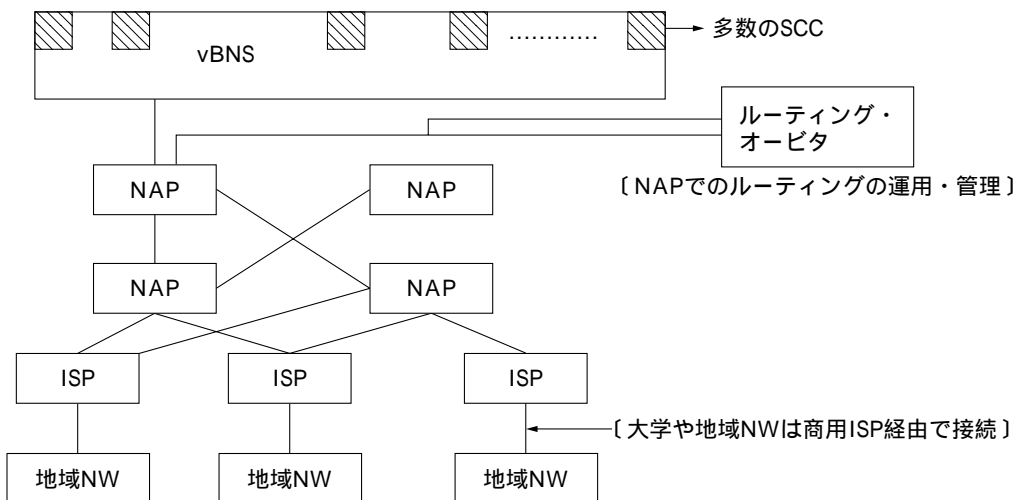 …………
多数のSCC
vBNS
ルーティング・
オービタ
NAP
NAP
〔NAPでのルーティングの運用・管理〕
NAP
NAP
ISP
ISP
ISP
〔大学や地域NWは商用ISP経由で接続〕
地域NW
地域NW
地域NW